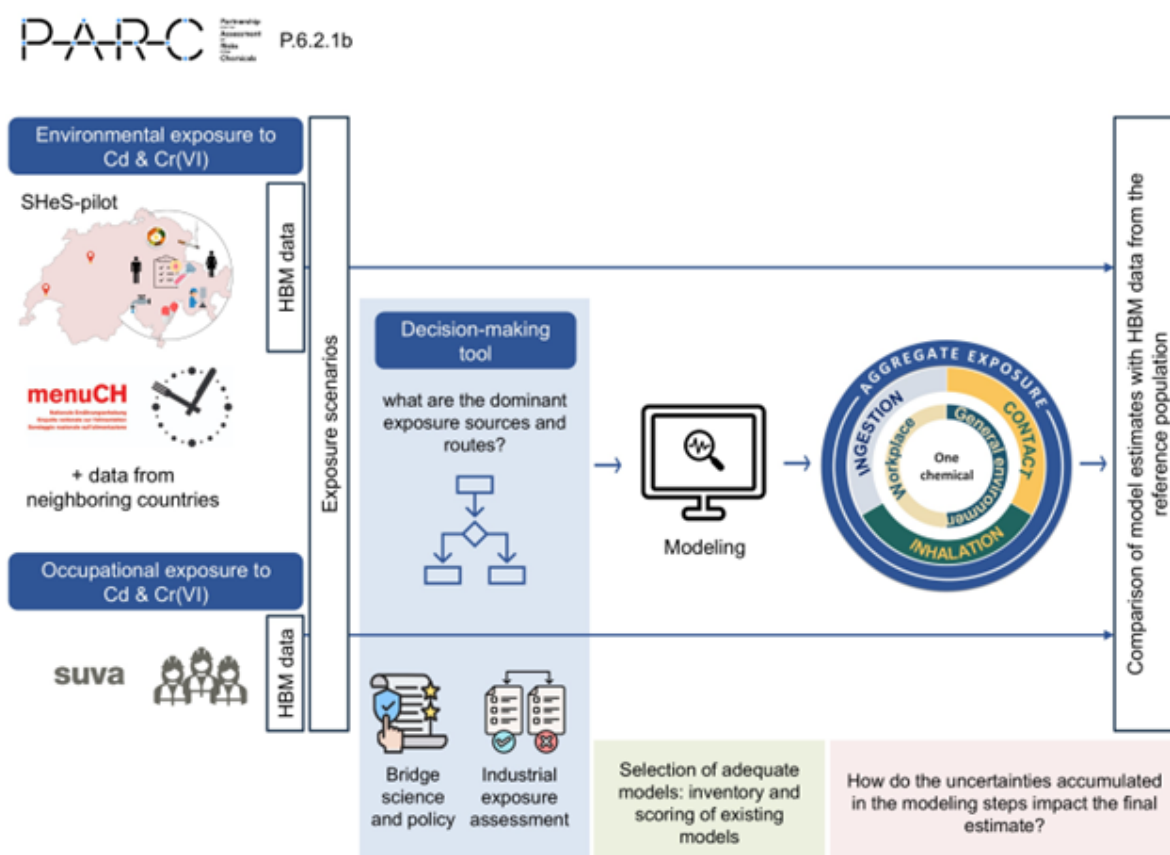 P-A-R-C
Partnership
Assessment
Risks
Chemicals
P.6.2.1b
Environmental exposure to
Cd & Cr(VI)
SHeS-pilot
HBM data
menuCH
+ data from
neighboring countries
Occupational exposure to
Cd & Cr(VI)
suva
HBM data
Exposure scenarios
Decision-making
tool
what are the dominant
exposure sources and
routes?
Bridge
science
and policy
Industrial
exposure
assessment
Modeling
Selection of adequate
models: inventory and
scoring of existing
models
AGGREGATE EXPOSURE
INGESTION
CONTACT
INHALATION
Workplace
General environment
One
chemical
How do the uncertainties accumulated
in the modeling steps impact the final
estimate?
Comparison of model estimates with HBM data from the
reference population